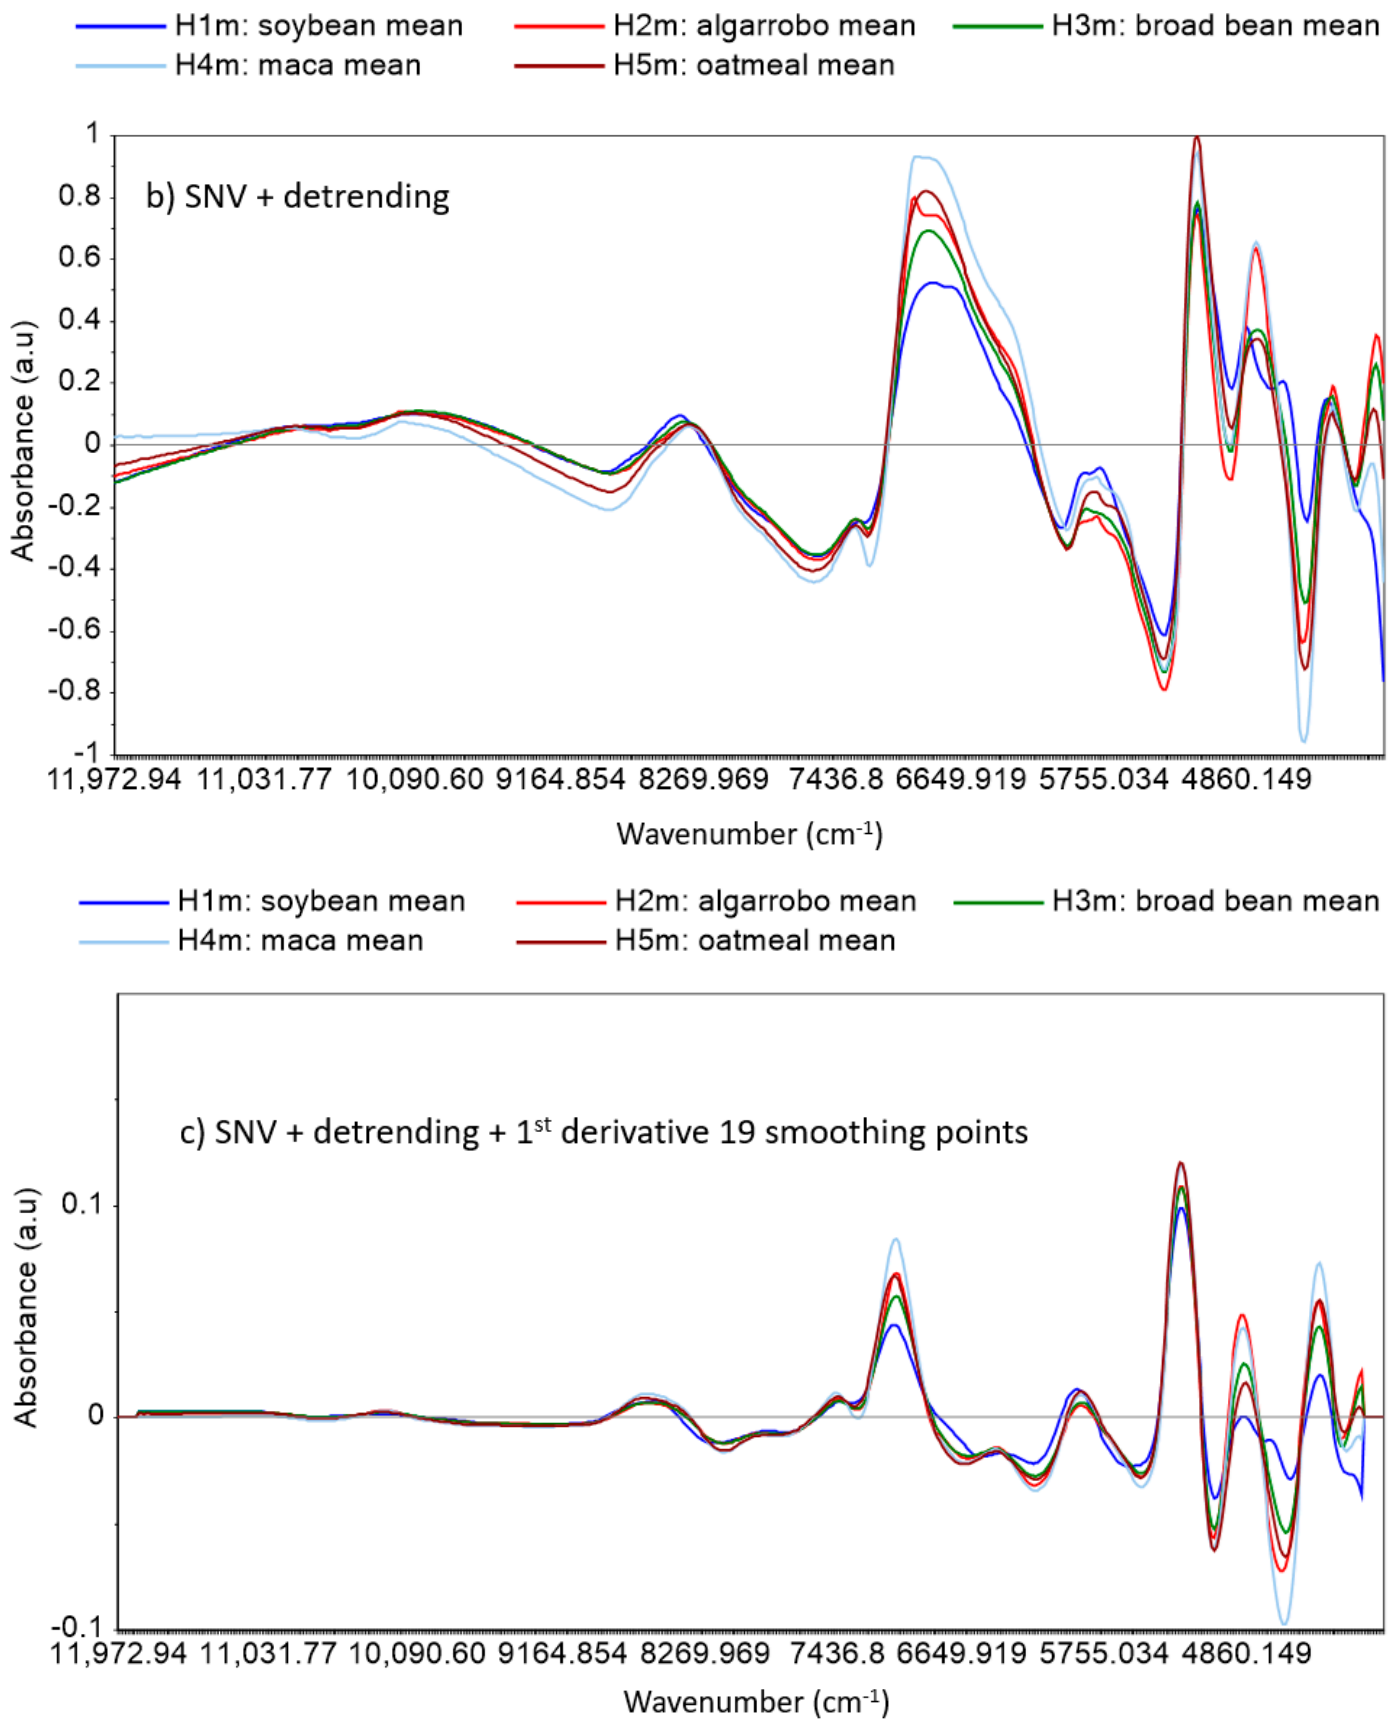 H1m: soybean mean H2m: algarrobo mean H3m: broad bean mean
H4m: maca mean H5m: oatmeal mean
b) SNV + detrending
Absorbance (a.u)
1
0.8
0.6
0.4
0.2
0
-0.2
-0.4
-0.6
-0.8
-1
11,972.94 11,031.77 10,090.60 9164.854 8269.969 7436.8 6649.919 5755.034 4860.149
Wavenumber (cm-1)
H1m: soybean mean H2m: algarrobo mean H3m: broad bean mean
H4m: maca mean H5m: oatmeal mean
c) SNV + detrending + 1st derivative 19 smoothing points
Absorbance (a.u)
0.1
0
-0.1
11,972.94 11,031.77 10,090.60 9164.854 8269.969 7436.8 6649.919 5755.034 4860.149
Wavenumber (cm-1)